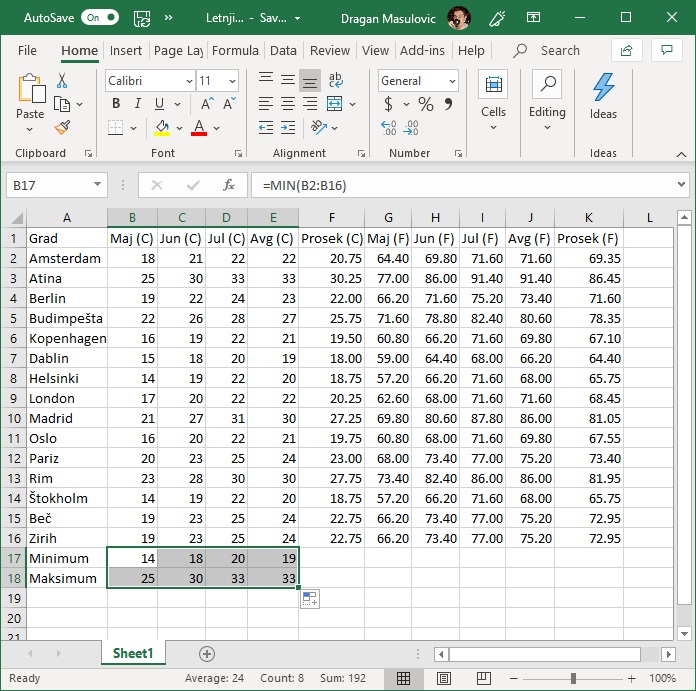 AutoSave On Letnji... - Sav... Dragan Masulovic
File Home Insert Page Lay Formula Data Review View Add-ins Help Search
Paste Calibri 11 B I U A A ab General $ % 9 Cells Editing Ideas
Clipboard Font Alignment Number Ideas
B17 fx =MIN(B2:B16)
A B C D E F G H I J K L
1 Grad Maj (C) Jun (C) Jul (C) Avg (C) Prosek (C) Maj (F) Jun (F) Jul (F) Avg (F) Prosek (F)
2 Amsterdam 18 21 22 22 20.75 64.40 69.80 71.60 71.60 69.35
3 Atina 25 30 33 33 30.25 77.00 86.00 91.40 91.40 86.45
4 Berlin 19 22 24 23 22.00 66.20 71.60 75.20 73.40 71.60
5 Budimpešta 22 26 28 27 25.75 71.60 78.80 82.40 80.60 78.35
6 Kopenhagen 16 19 22 21 19.50 60.80 66.20 71.60 69.80 67.10
7 Dablin 15 18 20 19 18.00 59.00 64.40 68.00 66.20 64.40
8 Helsinki 14 19 22 20 18.75 57.20 66.20 71.60 68.00 65.75
9 London 17 20 22 22 20.25 62.60 68.00 71.60 71.60 68.45
10 Madrid 21 27 31 30 27.25 69.80 80.60 87.80 86.00 81.05
11 Oslo 16 20 22 21 19.75 60.80 68.00 71.60 69.80 67.55
12 Pariz 20 23 25 24 23.00 68.00 73.40 77.00 75.20 73.40
13 Rim 23 28 30 30 27.75 73.40 82.40 86.00 86.00 81.95
14 Štokholm 14 19 22 20 18.75 57.20 66.20 71.60 68.00 65.75
15 Beč 19 23 25 24 22.75 66.20 73.40 77.00 75.20 72.95
16 Zirih 19 23 25 24 22.75 66.20 73.40 77.00 75.20 72.95
17 Minimum 14 18 20 19
18 Maksimum 25 30 33 33
19
20
21
Sheet1
Ready Average: 24 Count: 8 Sum: 192 100%